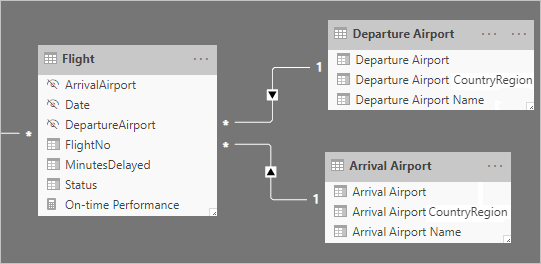 Flight
ArrivalAirport
Date
DepartureAirport
FlightNo
MinutesDelayed
Status
On-time Performance
*
*
*
1
Departure Airport
Departure Airport
Departure Airport CountryRegion
Departure Airport Name
1
Arrival Airport
Arrival Airport
Arrival Airport CountryRegion
Arrival Airport Name